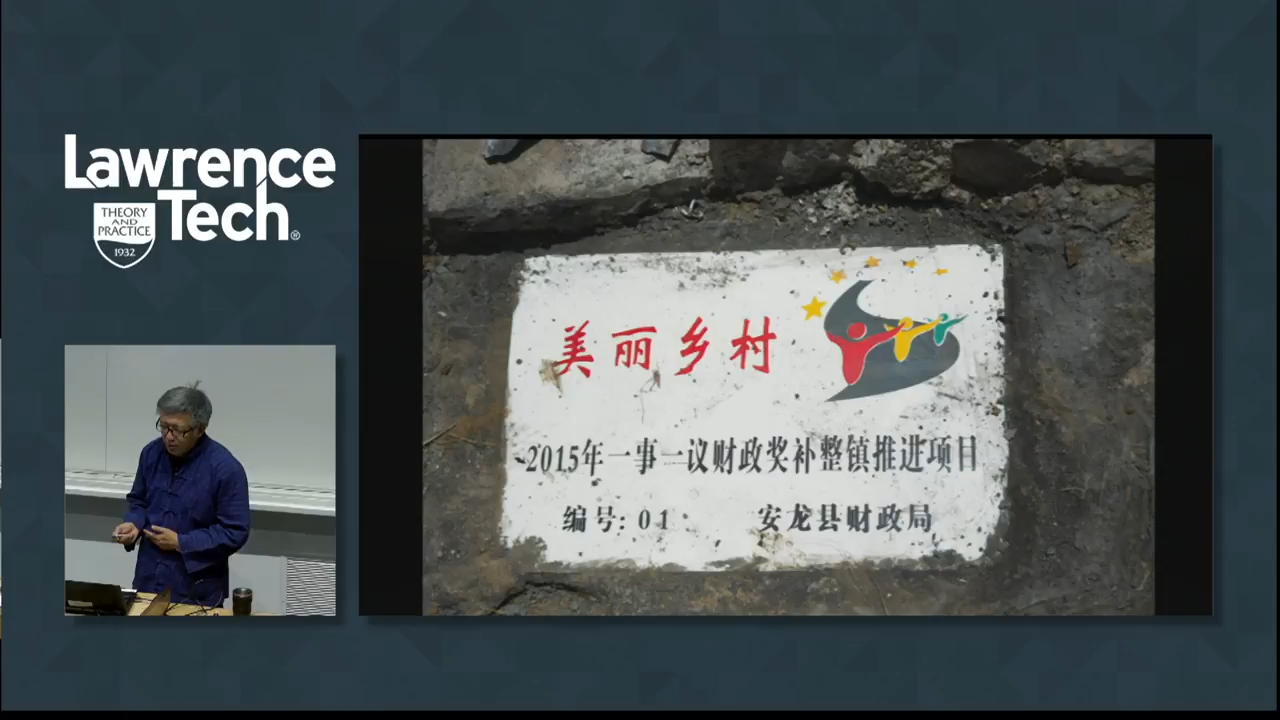 Lawrence
Tech®
THEORY
AND
PRACTICE
1932
美丽乡村
2015年一事一议财政奖补整镇推进项目
编号：01 安龙县财政局